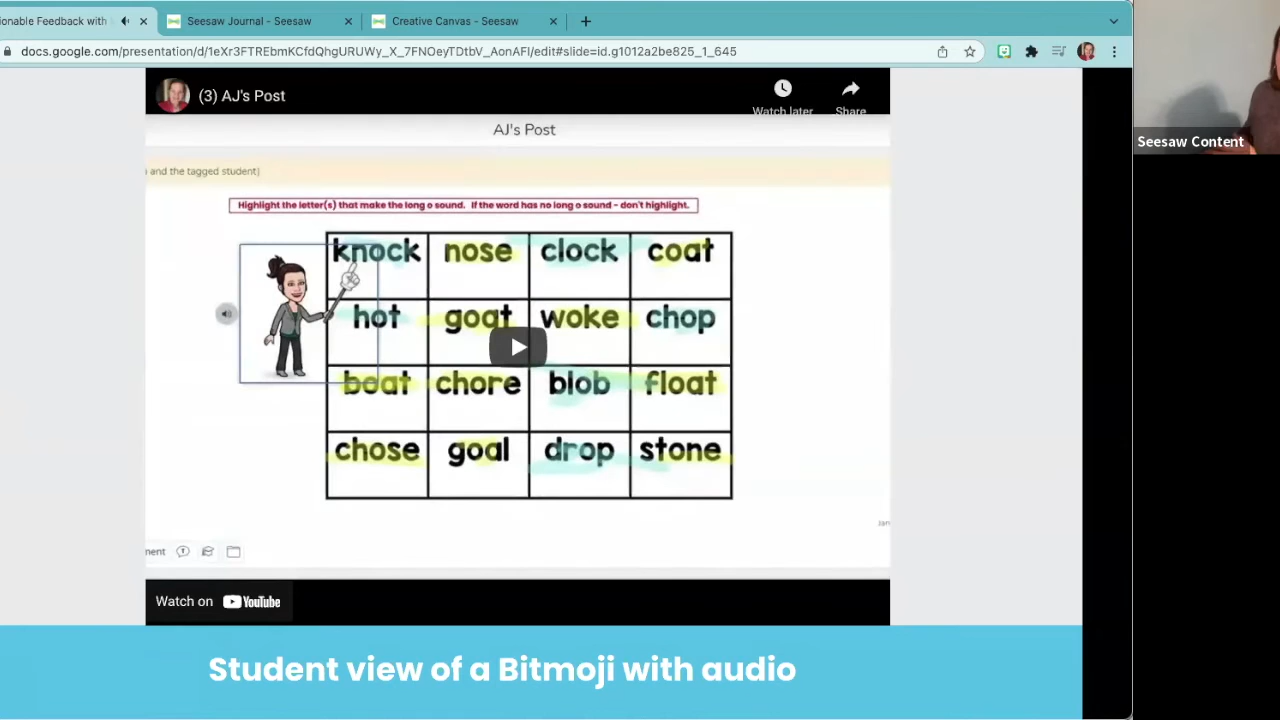 ionable Feedback with
Seesaw Journal - Seesaw
Creative Canvas - Seesaw
docs.google.com/presentation/d/1eXr3FTREbmKCfdQhgURUWy_X_7FNOeyTDtbV_AonAFI/edit#slide=id.g1012a2be825_1_645
(3) AJ's Post
Watch later
Share
Seesaw Content
AJ's Post
and the tagged student)
Highlight the letter(s) that make the long o sound. If the word has no long o sound - don't highlight.
knock nose clock coat
hot goat woke chop
boat chore blob float
chose goal drop stone
Jan
ment
Watch on YouTube
Student view of a Bitmoji with audio